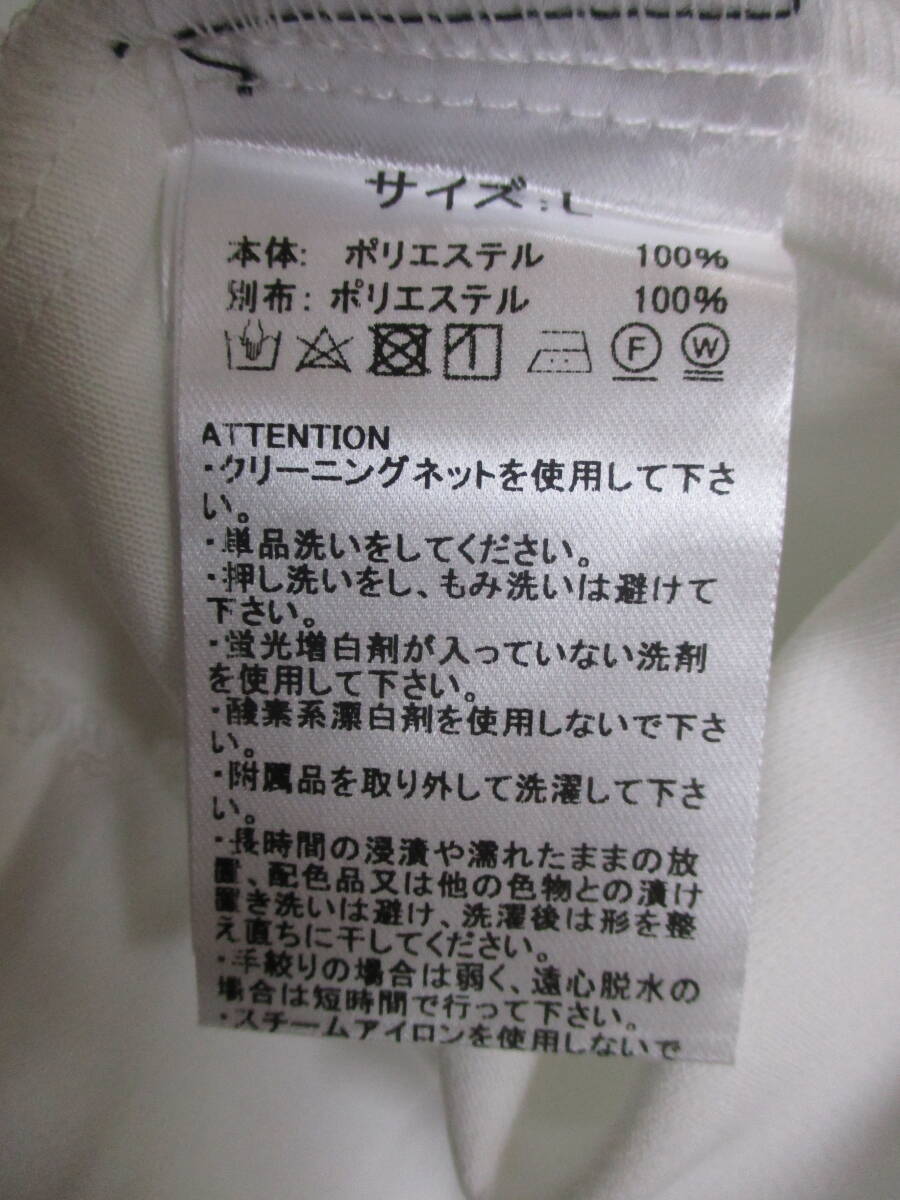 サイズ:L
本体: ポリエステル 100%
別布: ポリエステル 100%
F W
ATTENTION
・クリーニングネットを使用して下さ
い。
・単品洗いをしてください。
・押し洗いをし、もみ洗いは避けて
下さい。
・蛍光増白剤が入っていない洗剤
を使用して下さい。
・酸素系漂白剤を使用しないで下さ
い。
・附属品を取り外して洗濯して下さ
い。
・長時間の浸漬や濡れたままの放
置、配色品又は他の色物との漬け
置き洗いは避け、洗濯後は形を整
え直ちに干してください。
・手絞りの場合は弱く、遠心脱水の
場合は短時間で行って下さい。
・スチームアイロンを使用しないで